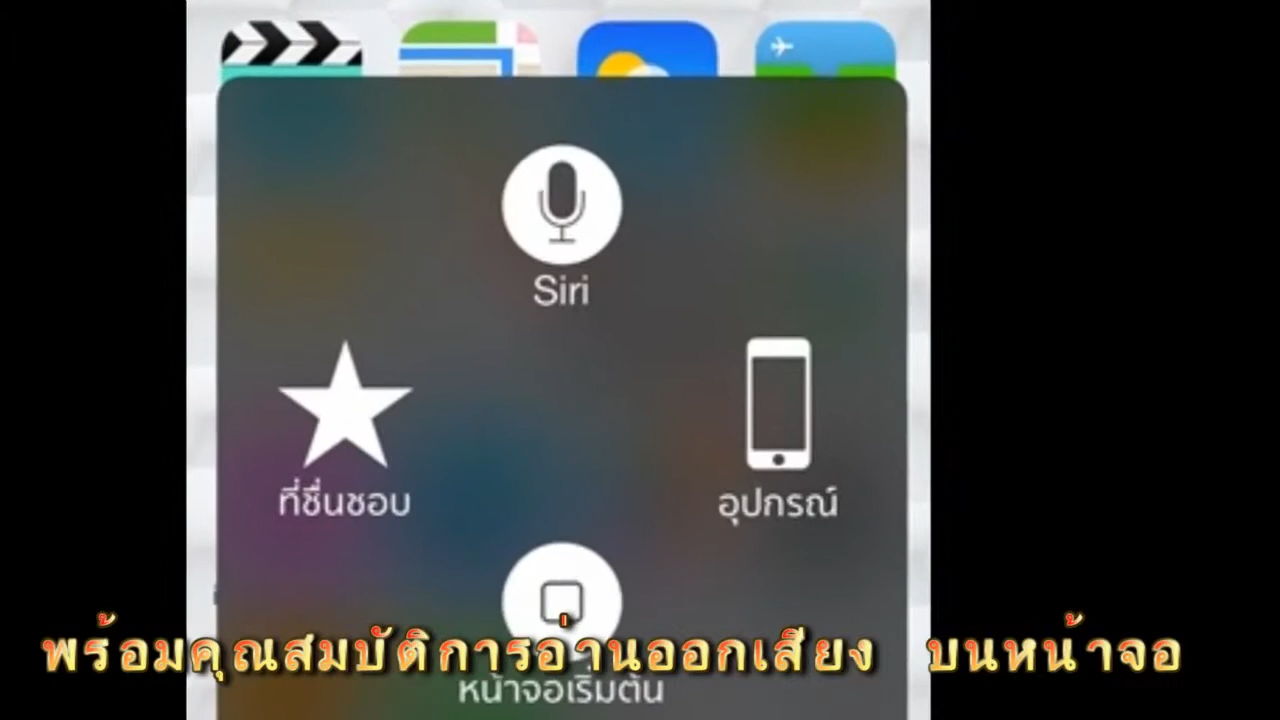 Siri
ที่ชื่นชอบ
อุปกรณ์
พร้อมคุณสมบัติการอ่านออกเสียง บนหน้าจอ
หน้าจอเริ่มต้น